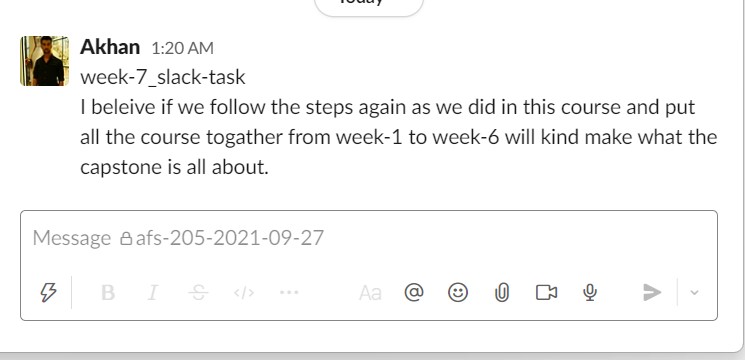 Today
Akhan 1:20 AM
week-7_slack-task
I beleive if we follow the steps again as we did in this course and put
all the course togather from week-1 to week-6 will kind make what the
capstone is all about.
Message afs-205-2021-09-27
B I S </> Aa @